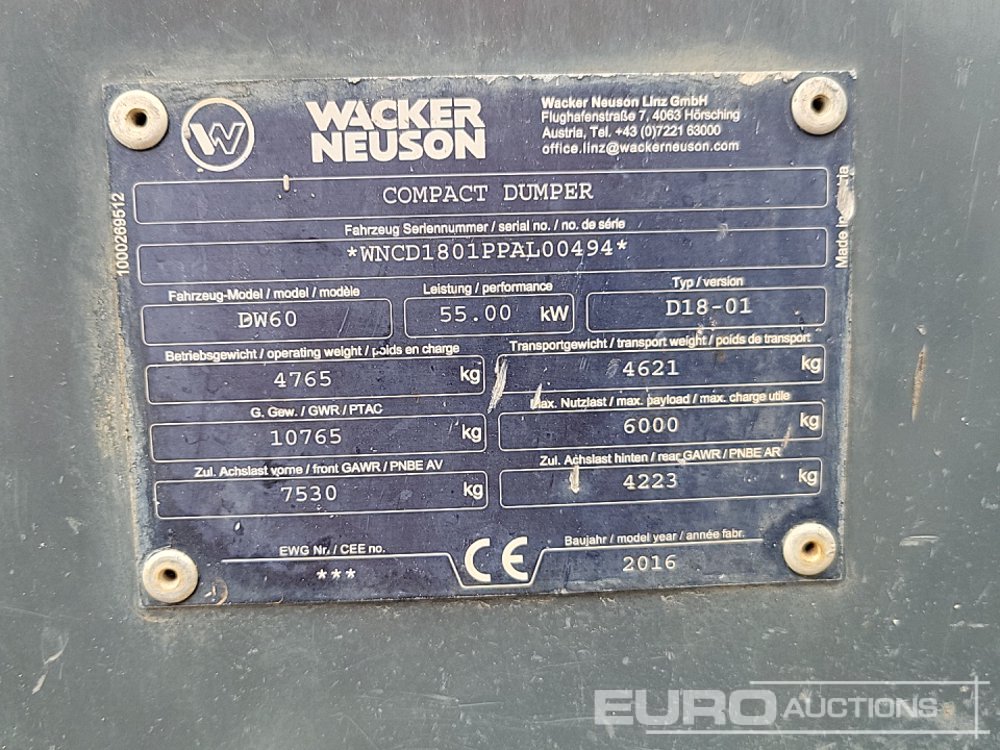 WACKER
NEUSON
Wacker Neuson Linz GmbH
Flughafenstraße 7, 4063 Hörsching
Austria, Tel. +43 (0)7221 63000
office.linz@wackerneuson.com
COMPACT DUMPER
Fahrzeug Seriennummer / serial no. / no. de série
*WNCD1801PPAL00494*
Fahrzeug-Model / model / modèle
DW60
Leistung / performance
55.00 kW
Typ / version
D18-01
Betriebsgewicht / operating weight / poids en charge
4765 kg
Transportgewicht / transport weight / poids de transport
4621 kg
G. Gew. / GWR / PTAC
10765 kg
Max. Nutzlast / max. payload / max. charge utile
6000 kg
Zul. Achslast vorne / front GAWR / PNBE AV
7530 kg
Zul. Achslast hinten / rear GAWR / PNBE AR
4223 kg
EWG Nr. / CEE no.
***
CE
Baujahr / model year / année fabr.
2016
1000269512
Made in
EURO AUCTIONS